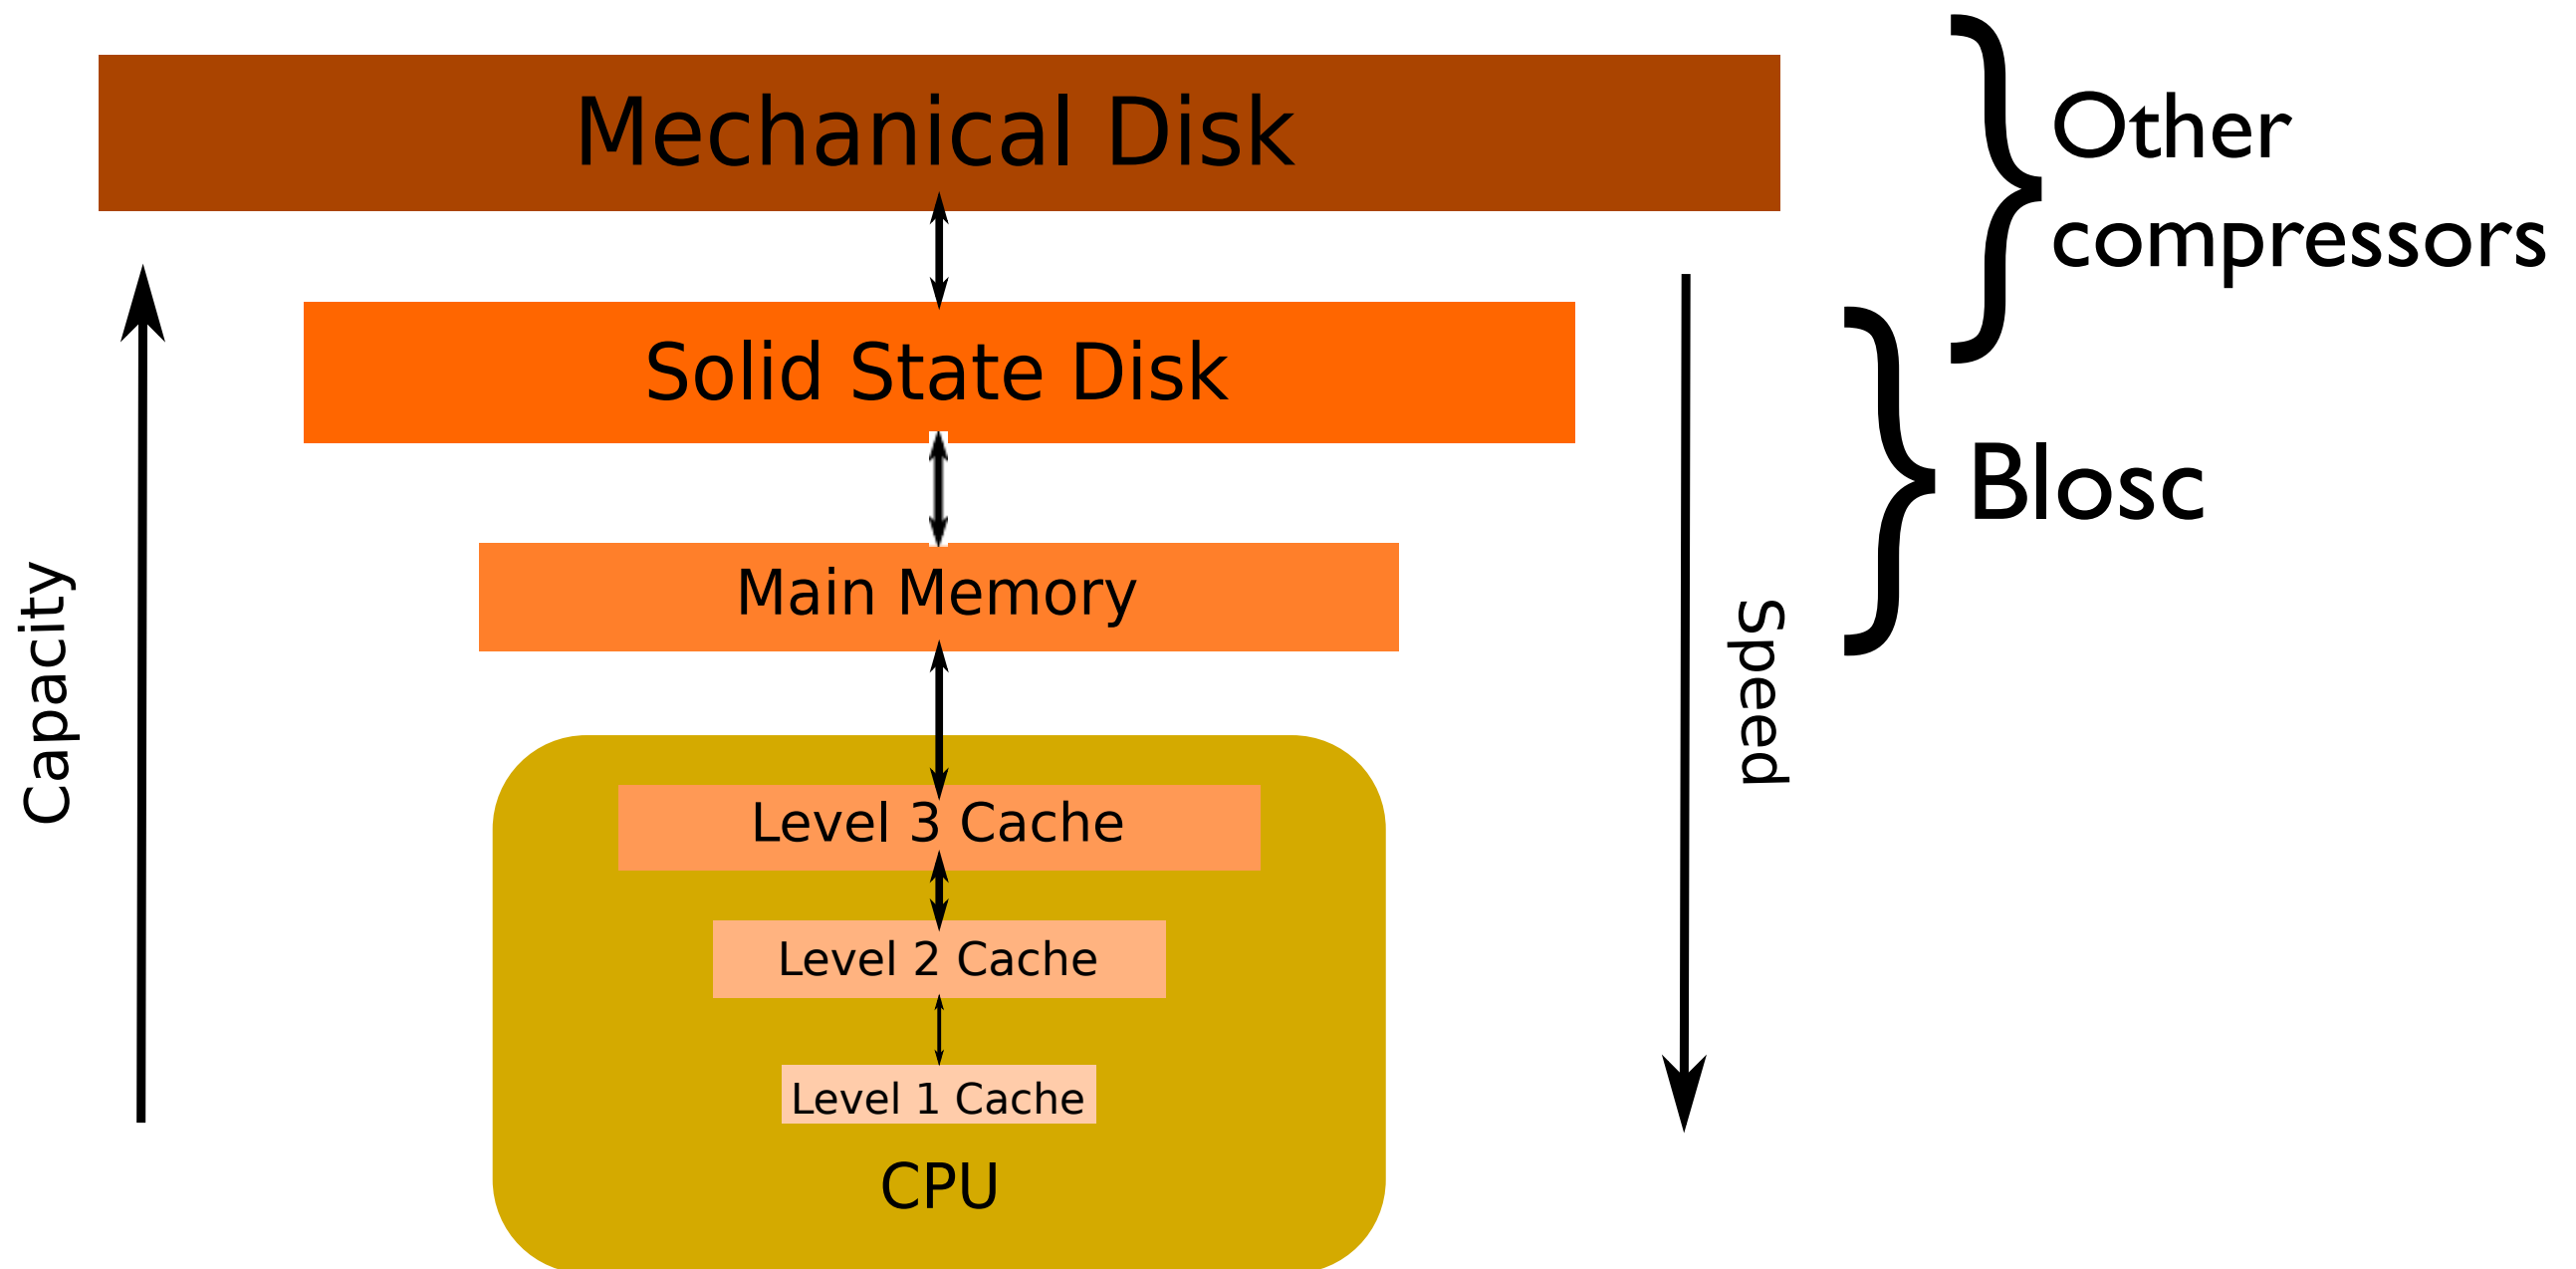 Mechanical Disk
Other
compressors
Solid State Disk
Blosc
Main Memory
Capacity
Speed
Level 3 Cache
Level 2 Cache
Level 1 Cache
CPU